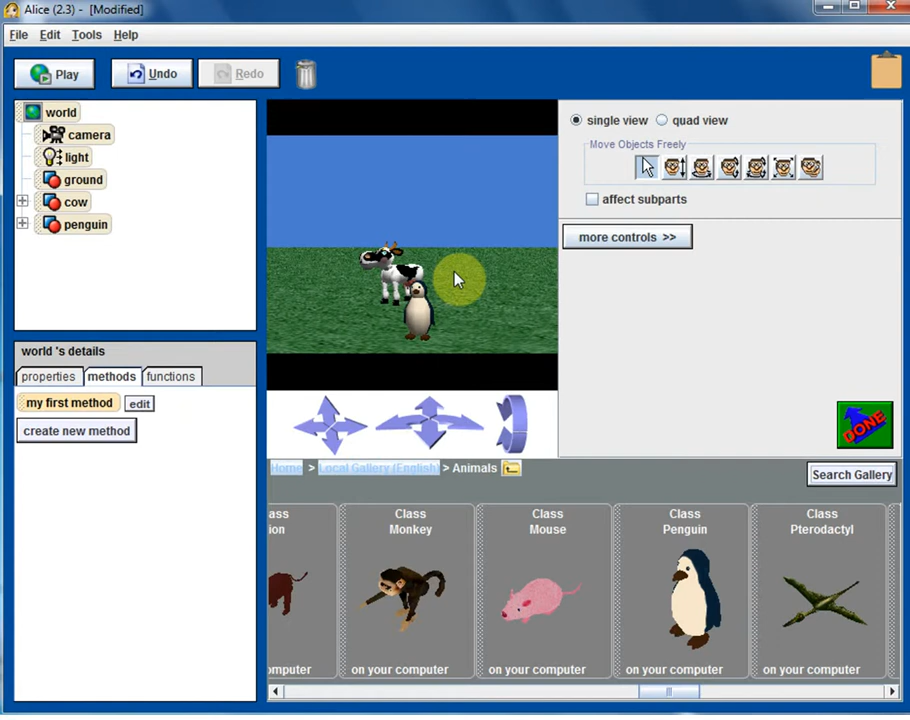 Alice (2.3) - [Modified]
File Edit Tools Help
Play Undo Redo
world
camera
light
ground
cow
penguin
single view quad view
Move Objects Freely
affect subparts
more controls >>
world 's details
properties methods functions
my first method edit
create new method
DONE
Home > Local Gallery (English) > Animals
Search Gallery
ass
ion
omputer
Class
Monkey
on your computer
Class
Mouse
on your computer
Class
Penguin
on your computer
Class
Pterodactyl
on your computer